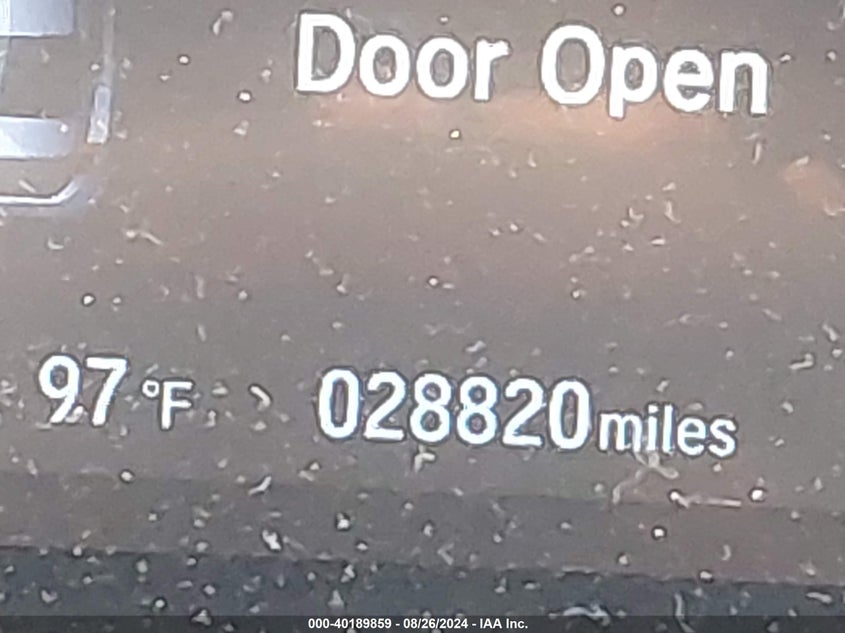 Door Open
97 °F 028820 miles
000-40189859 - 08/26/2024 - IAA Inc.